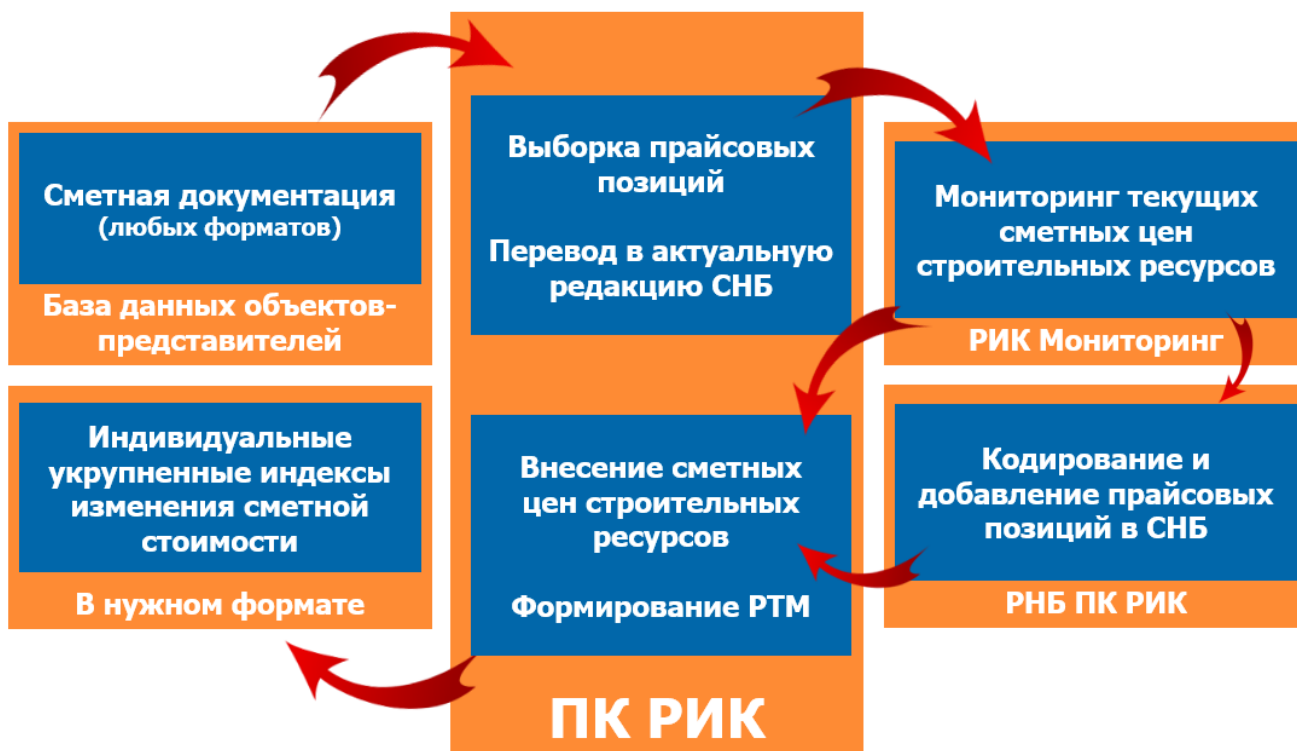 Сметная документация
(любых форматов)
База данных объектов-
представителей
Выборка прайсовых
позиций
Перевод в актуальную
редакцию СНБ
Мониторинг текущих
сметных цен
строительных ресурсов
РИК Мониторинг
Индивидуальные
укрупненные индексы
изменения сметной
стоимости
В нужном формате
Внесение сметных
цен строительных
ресурсов
Формирование РТМ
Кодирование и
добавление прайсовых
позиций в СНБ
РНБ ПК РИК
ПК РИК